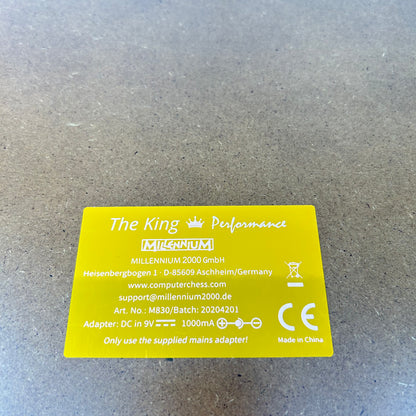 The King Performance
MILLENNIUM
MILLENNIUM 2000 GmbH
Heisenbergbogen 1 · D-85609 Aschheim/Germany
www.computerchess.com
support@millennium2000.de
Art. No.: M830/Batch: 20204201
Adapter: DC in 9V 1000mA
Only use the supplied mains adapter!
CE
Made in China